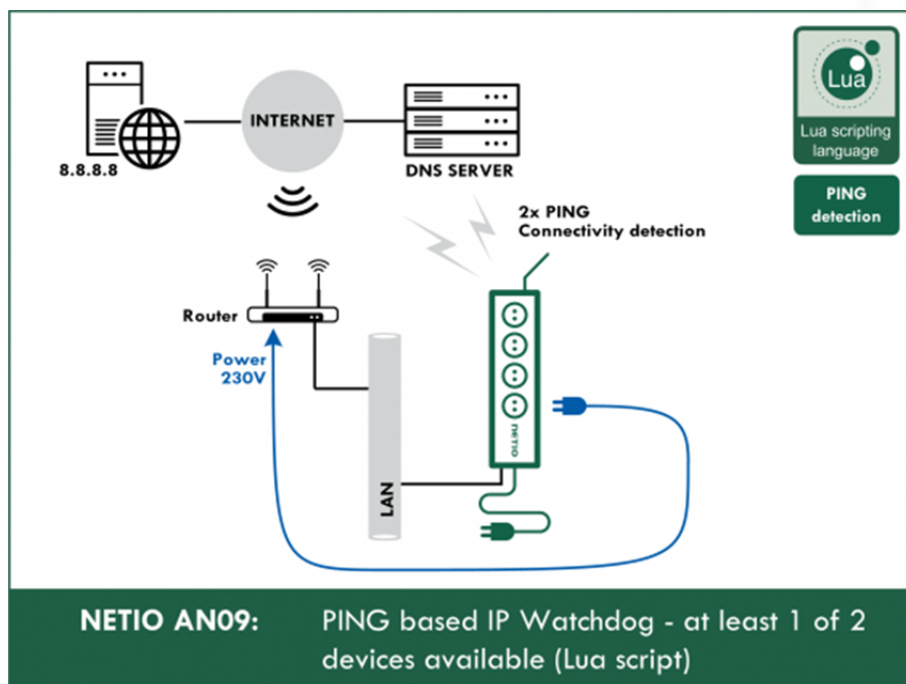 INTERNET
8.8.8.8
DNS SERVER
Lua
Lua scripting
language
PING
detection
2x PING
Connectivity detection
Router
Power
230V
NETIO
LAN
NETIO AN09: PING based IP Watchdog - at least 1 of 2
devices available (Lua script)